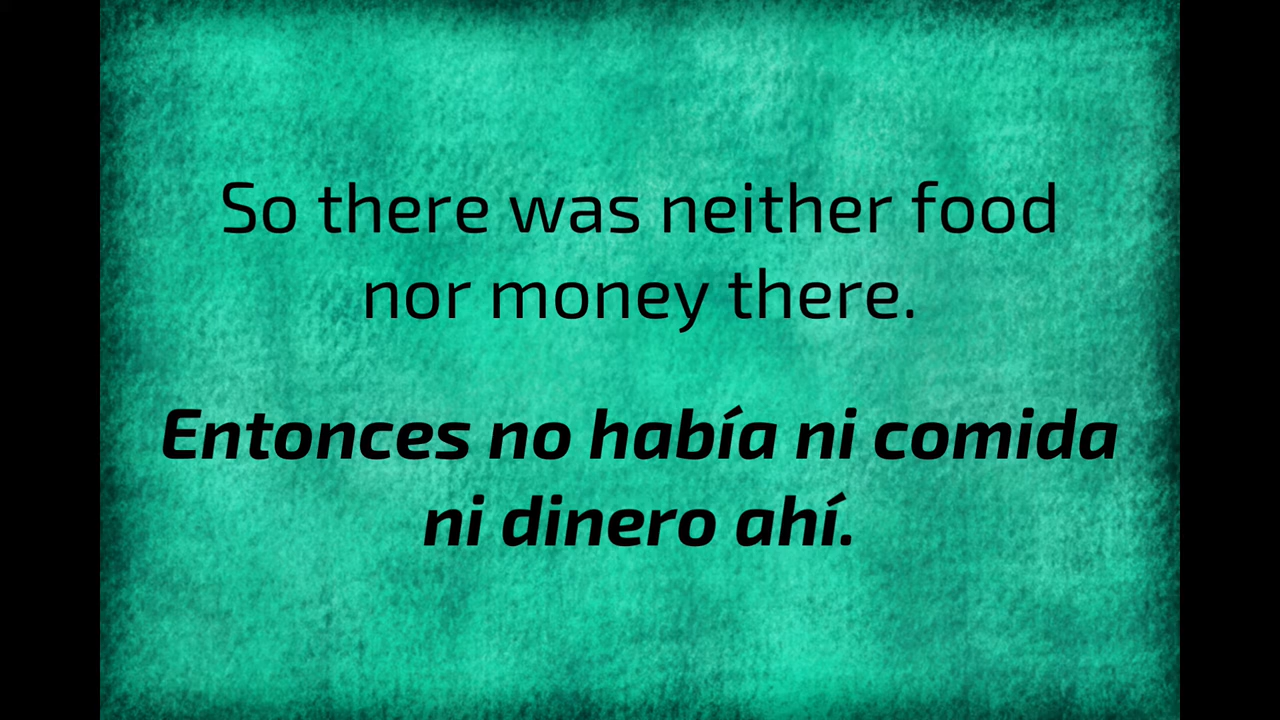 So there was neither food
nor money there.
Entonces no había ni comida
ni dinero ahí.